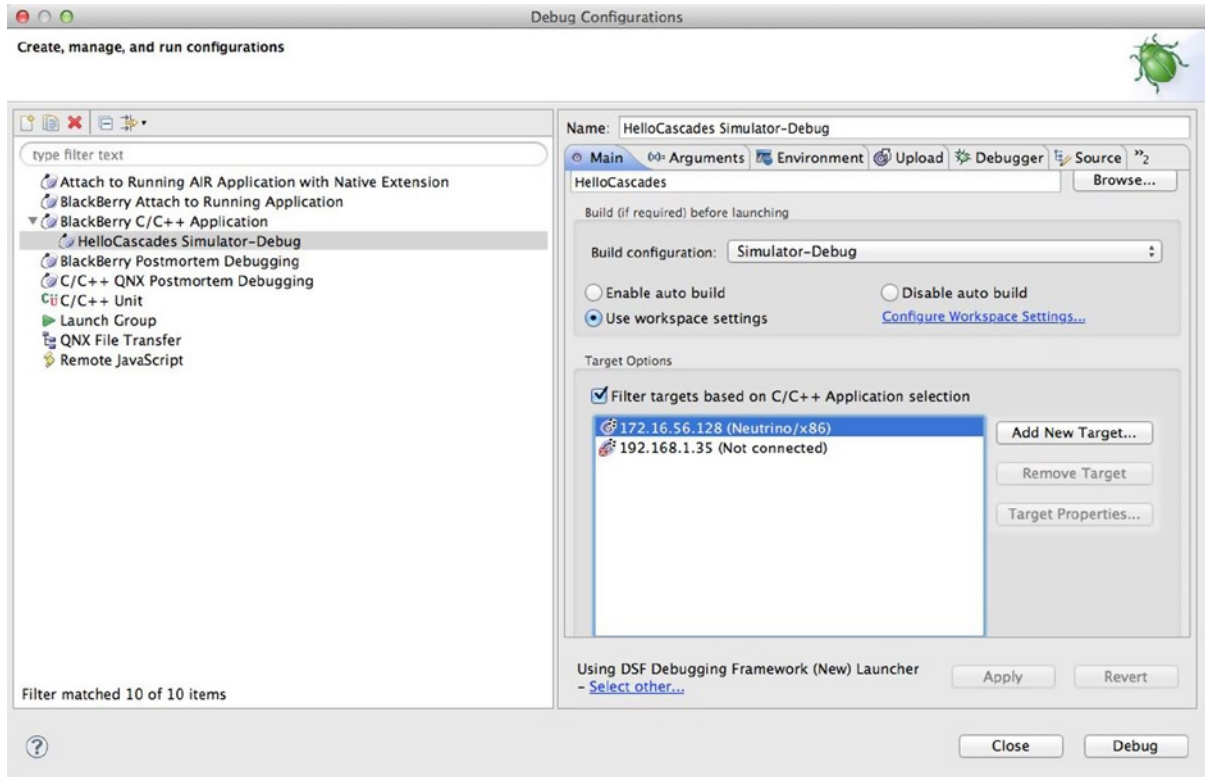 Debug Configurations
Create, manage, and run configurations
type filter text
Attach to Running AIR Application with Native Extension
BlackBerry Attach to Running Application
BlackBerry C/C++ Application
HelloCascades Simulator-Debug
BlackBerry Postmortem Debugging
C/C++ QNX Postmortem Debugging
C/C++ Unit
Launch Group
QNX File Transfer
Remote JavaScript
Filter matched 10 of 10 items
Name: HelloCascades Simulator-Debug
Main Arguments Environment Upload Debugger Source »2
HelloCascades Browse...
Build (if required) before launching
Build configuration: Simulator-Debug
Enable auto build Disable auto build
Use workspace settings Configure Workspace Settings...
Target Options
Filter targets based on C/C++ Application selection
172.16.56.128 (Neutrino/x86)
192.168.1.35 (Not connected)
Add New Target...
Remove Target
Target Properties...
Using DSF Debugging Framework (New) Launcher
- Select other...
Apply Revert
? Close Debug